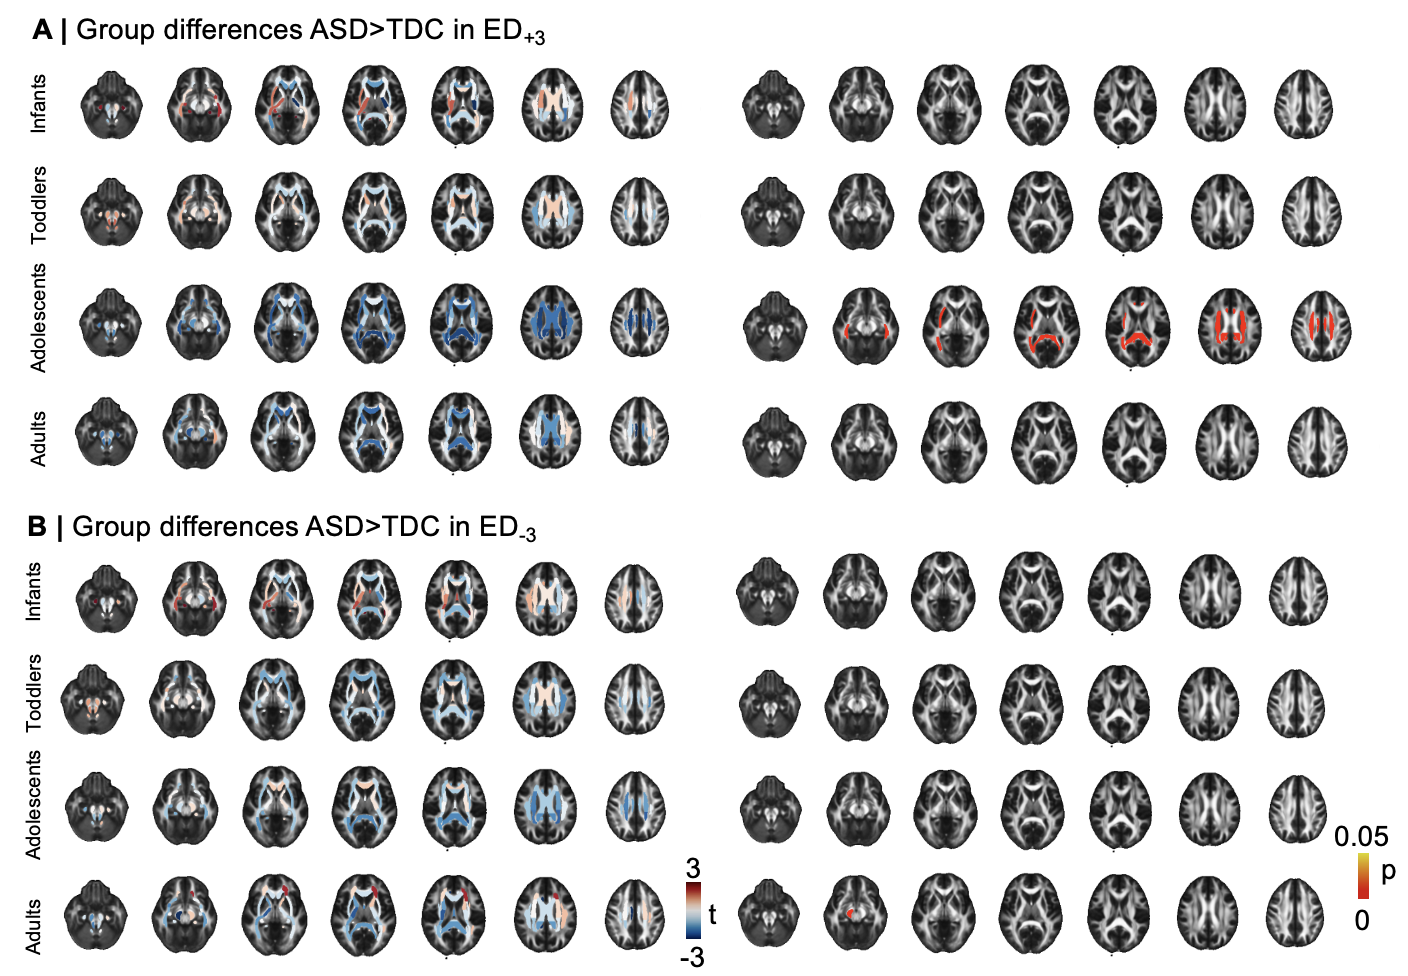 A | Group differences ASD>TDC in ED+3
Infants
Toddlers
Adolescents
Adults
B | Group differences ASD>TDC in ED-3
Infants
Toddlers
Adolescents
Adults
3
t
-3
0.05
p
0